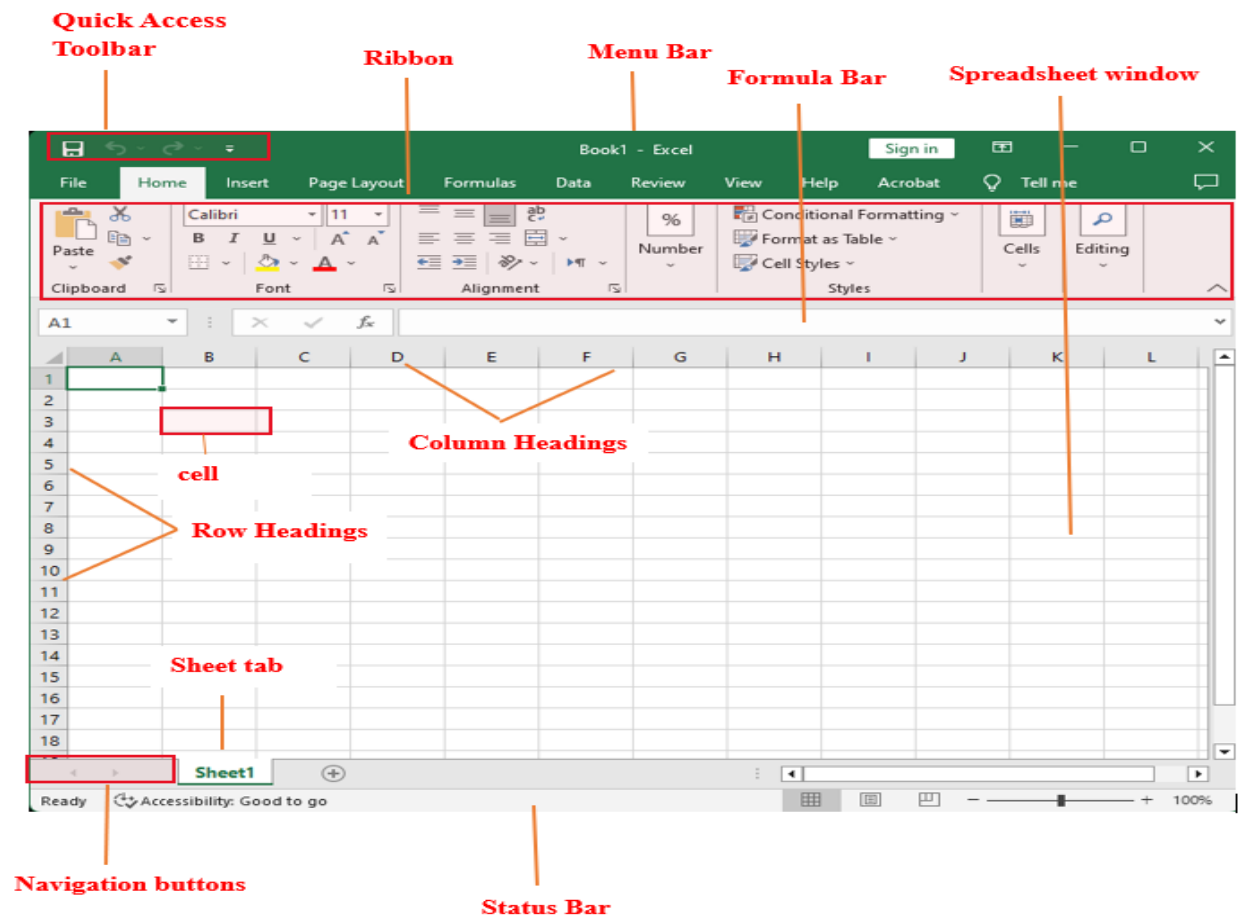 Quick Access
Toolbar
Ribbon
Menu Bar
Formula Bar
Spreadsheet window
Book1 - Excel
Sign in
File Home Insert Page Layout Formulas Data Review View Help Acrobat Tell me
Calibri 11 ab Conditional Formatting
Paste B I U A A Number Format as Table Cells Editing
A Cell Styles
Clipboard Font Alignment Styles
A1 fx
A B C D E F G H I J K L
1
2
3
4
Column Headings
5
cell
6
7
8
Row Headings
9
10
11
12
13
14
Sheet tab
15
16
17
18
Sheet1
Ready Accessibility: Good to go 100%
Navigation buttons
Status Bar